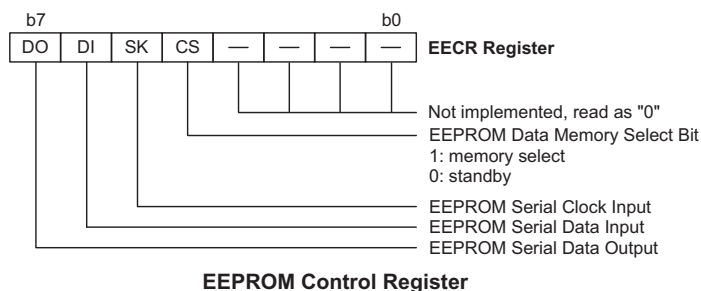 b7 b0
DO DI SK CS — — — — EECR Register
Not implemented, read as "0"
EEPROM Data Memory Select Bit
1: memory select
0: standby
EEPROM Serial Clock Input
EEPROM Serial Data Input
EEPROM Serial Data Output
EEPROM Control Register